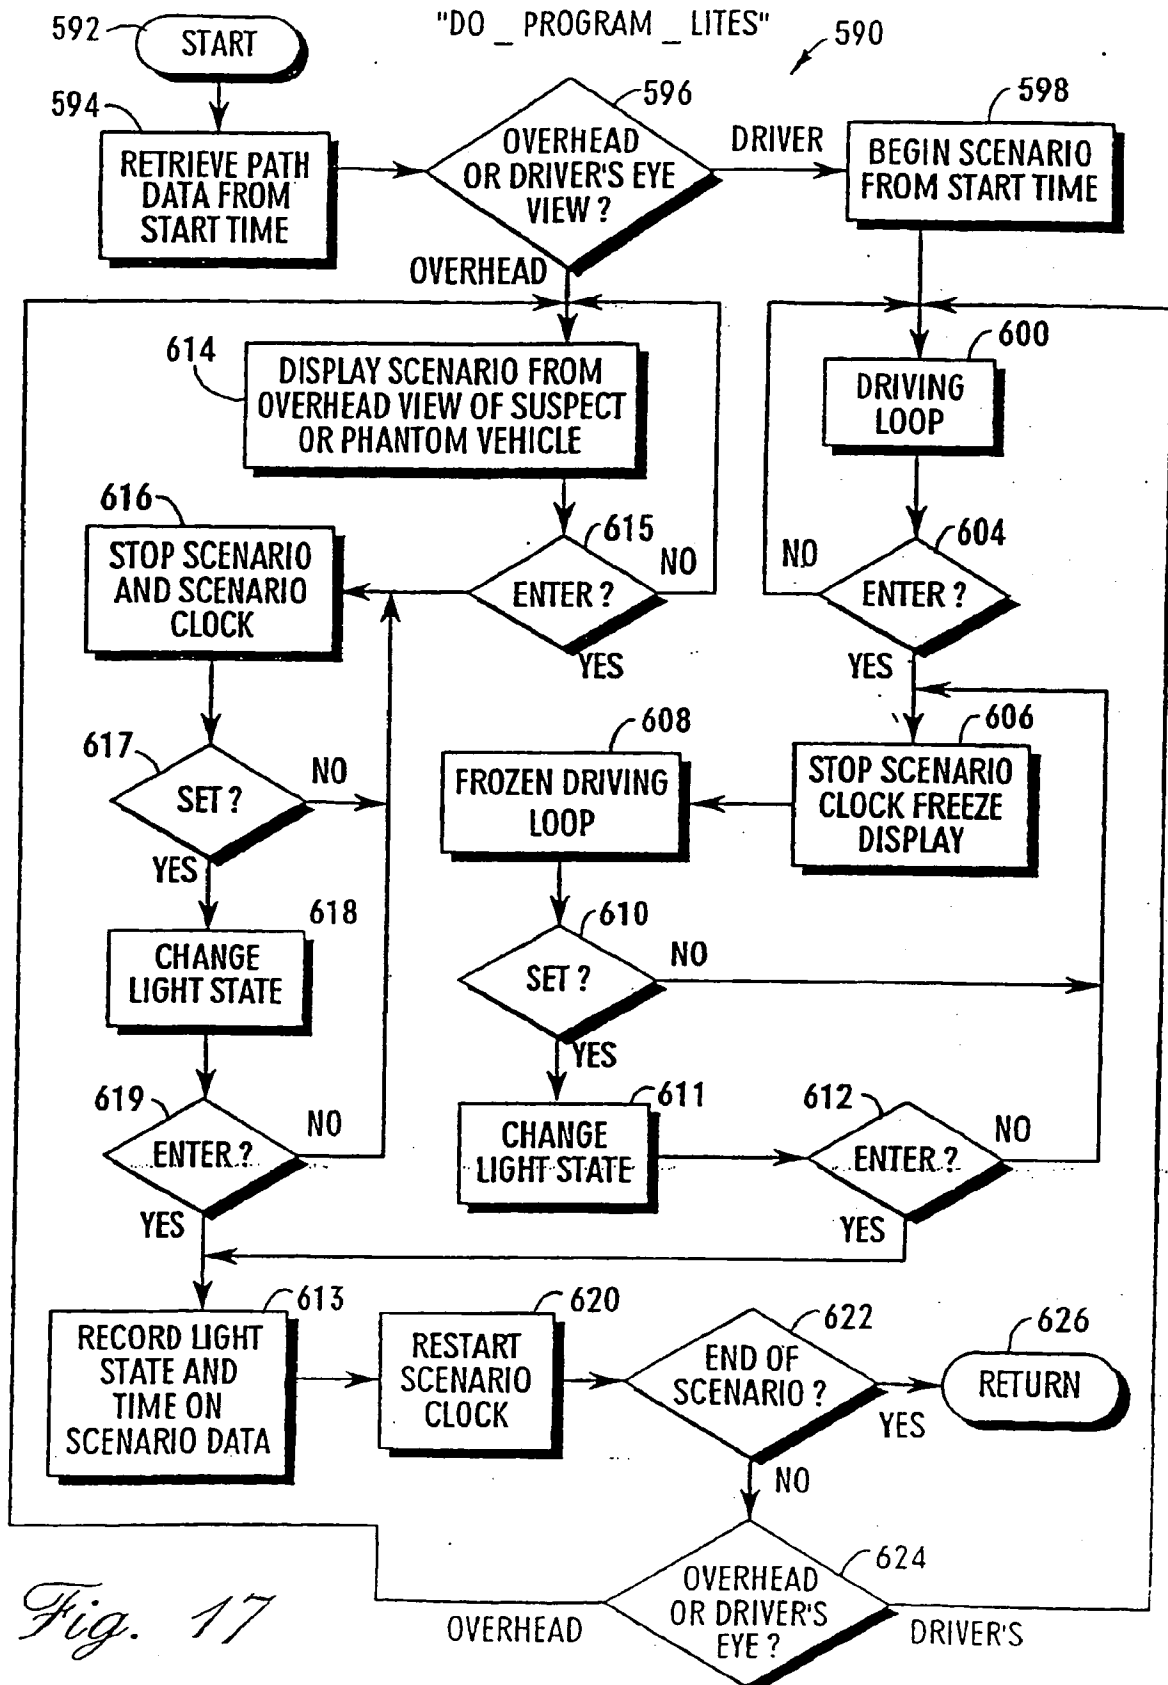 "DO _ PROGRAM _ LITES"
590
592
START
594
RETRIEVE PATH
DATA FROM
START TIME
596
OVERHEAD
OR DRIVER'S EYE
VIEW ?
DRIVER
OVERHEAD
598
BEGIN SCENARIO
FROM START TIME
614
DISPLAY SCENARIO FROM
OVERHEAD VIEW OF SUSPECT
OR PHANTOM VEHICLE
600
DRIVING
LOOP
616
STOP SCENARIO
AND SCENARIO
CLOCK
615
ENTER ?
NO
YES
604
NO
ENTER ?
YES
617
SET ?
NO
YES
608
FROZEN DRIVING
LOOP
606
STOP SCENARIO
CLOCK FREEZE
DISPLAY
618
CHANGE
LIGHT STATE
610
SET ?
NO
YES
619
ENTER ?
NO
YES
611
CHANGE
LIGHT STATE
612
ENTER ?
NO
YES
613
RECORD LIGHT
STATE AND
TIME ON
SCENARIO DATA
620
RESTART
SCENARIO
CLOCK
622
END OF
SCENARIO ?
YES
NO
626
RETURN
624
OVERHEAD
OR DRIVER'S
EYE ?
OVERHEAD
DRIVER'S
Fig. 17